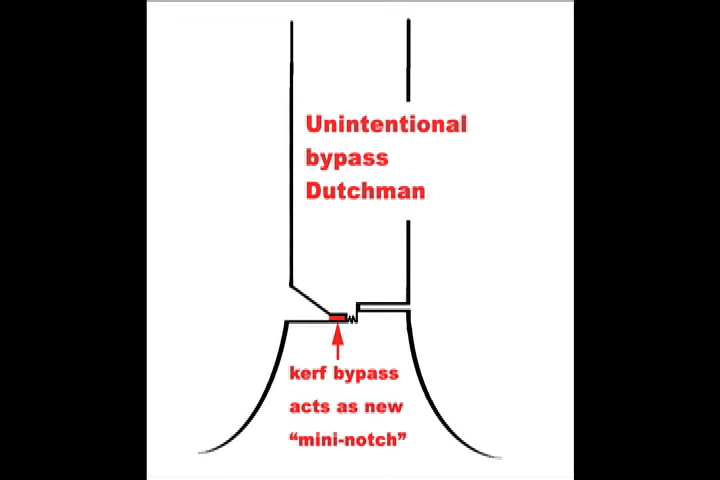 Unintentional
bypass
Dutchman
kerf bypass
acts as new
“mini-notch”